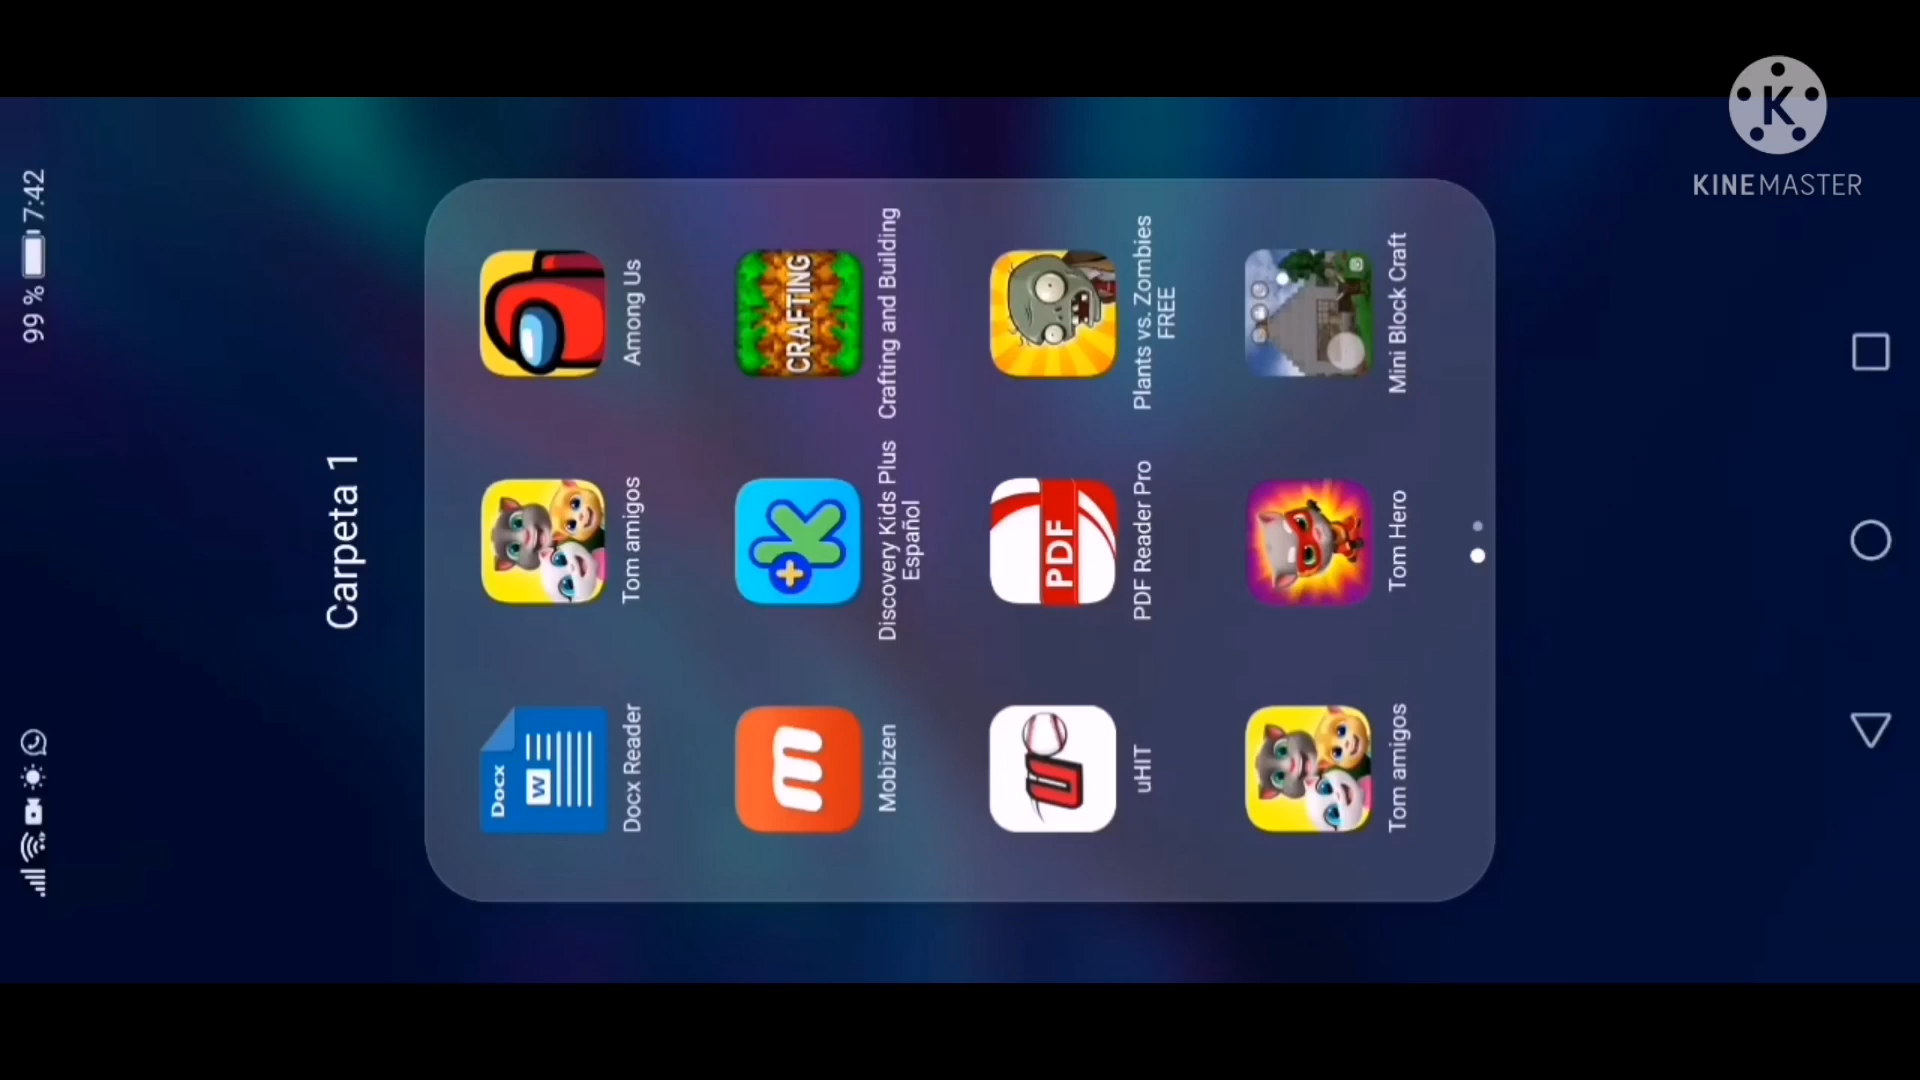 99 % 7:42
Carpeta 1
DOCX
W
Docx Reader
Tom amigos
Among Us
m
Mobizen
K
Discovery Kids Plus
Español
CRAFTING
Crafting and Building
U
uHIT
PDF
PDF Reader Pro
Plants vs. Zombies
FREE
Tom amigos
Tom Hero
Mini Block Craft
K
KINEMASTER